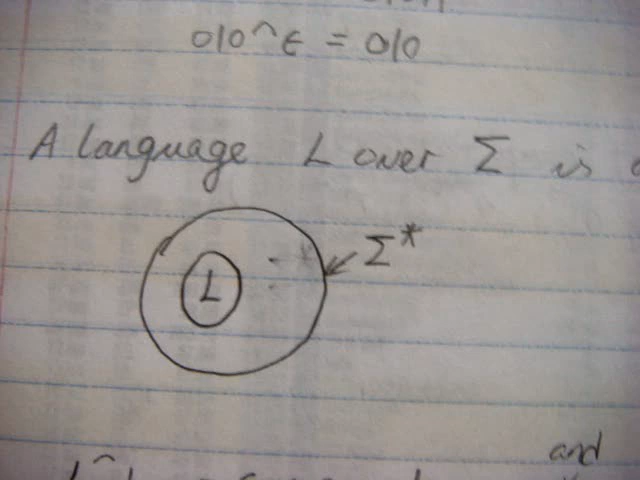 010^ε = 010
A language L over Σ is
Σ*
L
and